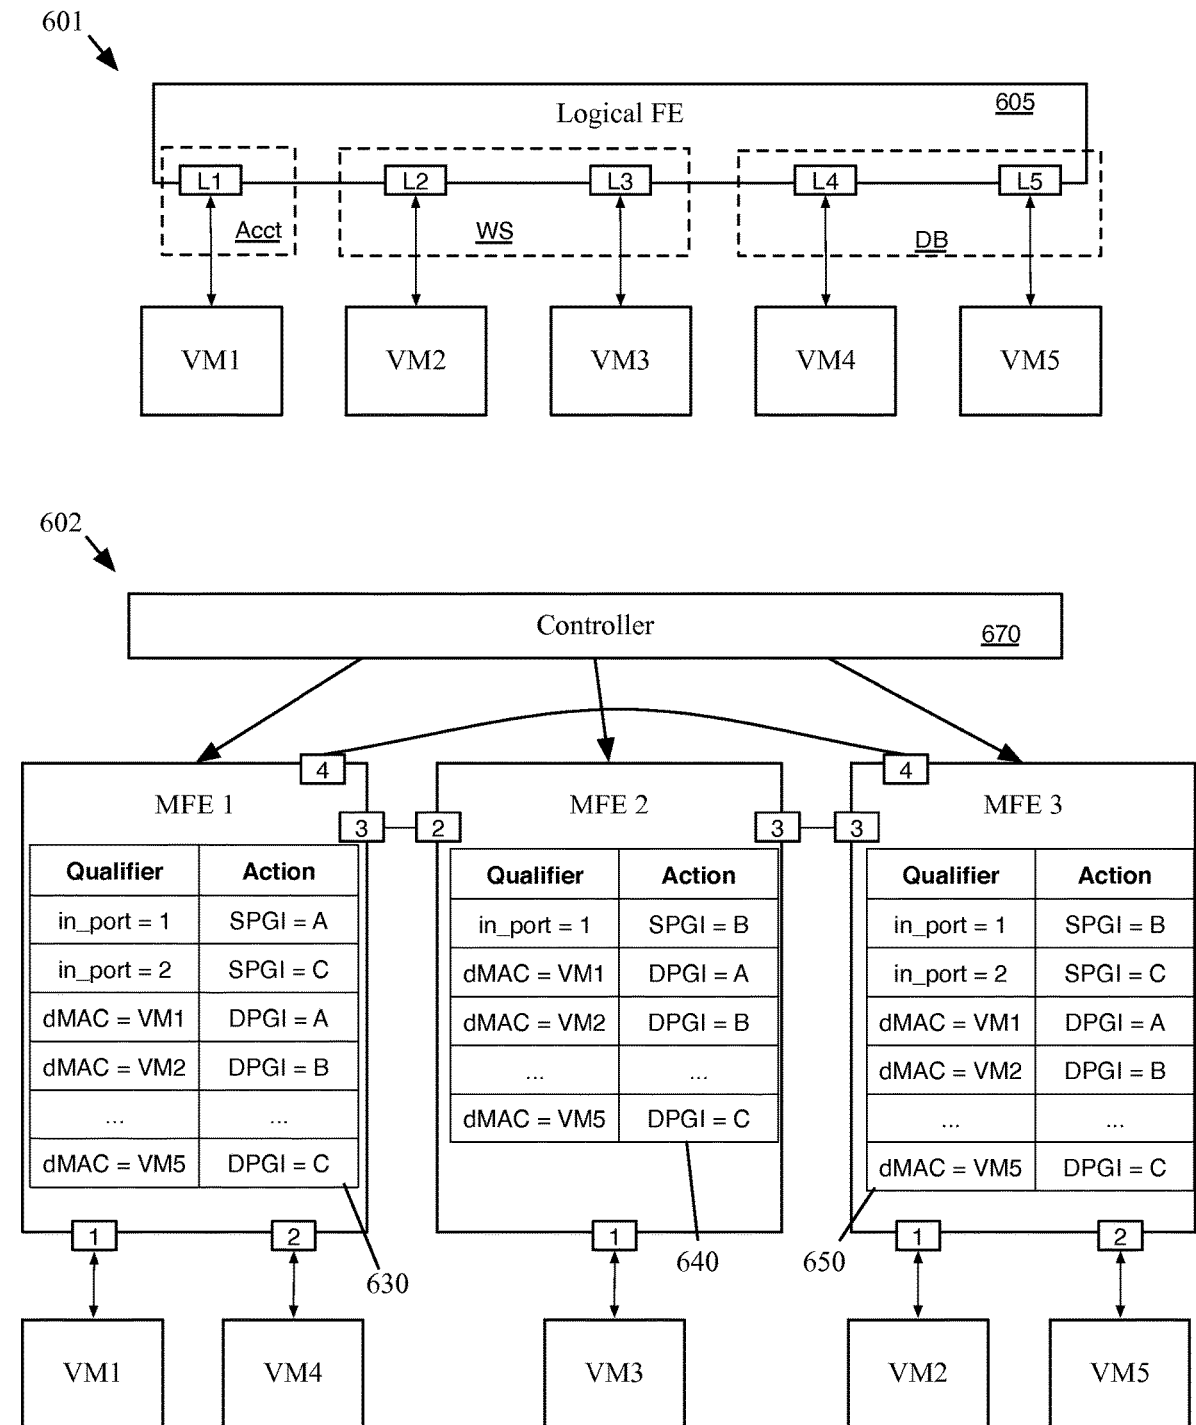 601
Logical FE
605
L1
L2
L3
L4
L5
Acct
WS
DB
VM1
VM2
VM3
VM4
VM5
602
Controller
670
4
4
MFE 1
MFE 2
MFE 3
3
2
3
3
Qualifier Action
in_port = 1 SPGI = A
in_port = 2 SPGI = C
dMAC = VM1 DPGI = A
dMAC = VM2 DPGI = B
... ...
dMAC = VM5 DPGI = C
Qualifier Action
in_port = 1 SPGI = B
dMAC = VM1 DPGI = A
dMAC = VM2 DPGI = B
... ...
dMAC = VM5 DPGI = C
Qualifier Action
in_port = 1 SPGI = B
in_port = 2 SPGI = C
dMAC = VM1 DPGI = A
dMAC = VM2 DPGI = B
... ...
dMAC = VM5 DPGI = C
1
2
630
1
640
650
1
2
VM1
VM4
VM3
VM2
VM5